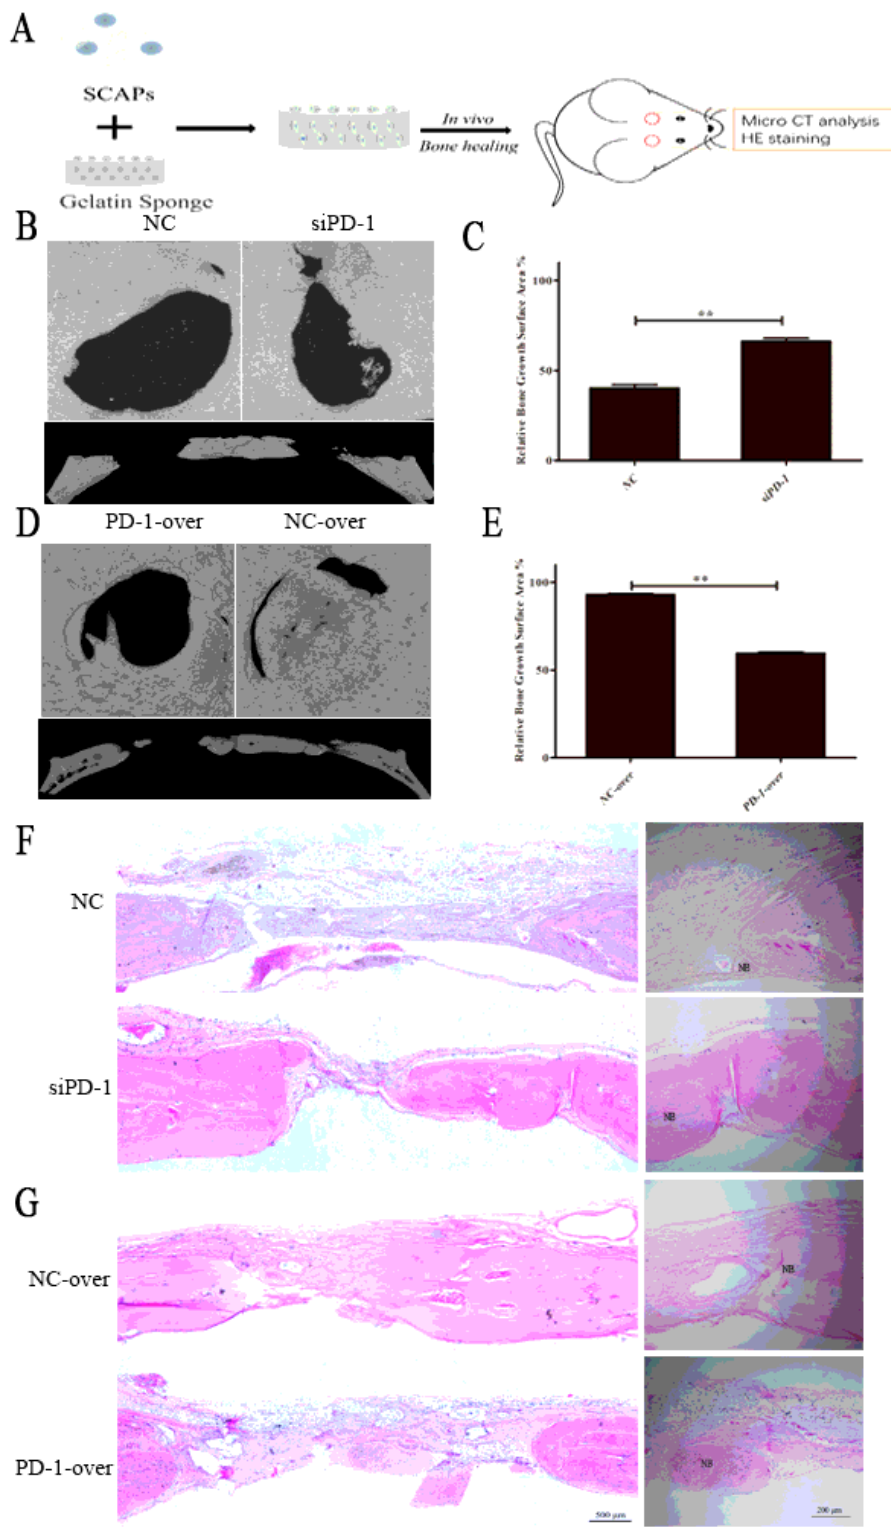 A
SCAPs
+
Gelatin Sponge
In vivo
Bone healing
Micro CT analysis
HE staining
B
NC
siPD-1
C
Relative Bone Growth Surface Area %
100
50
0
**
NC
siPD-1
D
PD-1-over
NC-over
E
Relative Bone Growth Surface Area %
100
50
0
**
NC-over
PD-1-over
F
NC
NB
siPD-1
NB
G
NC-over
NB
PD-1-over
NB
500 μm
200 μm